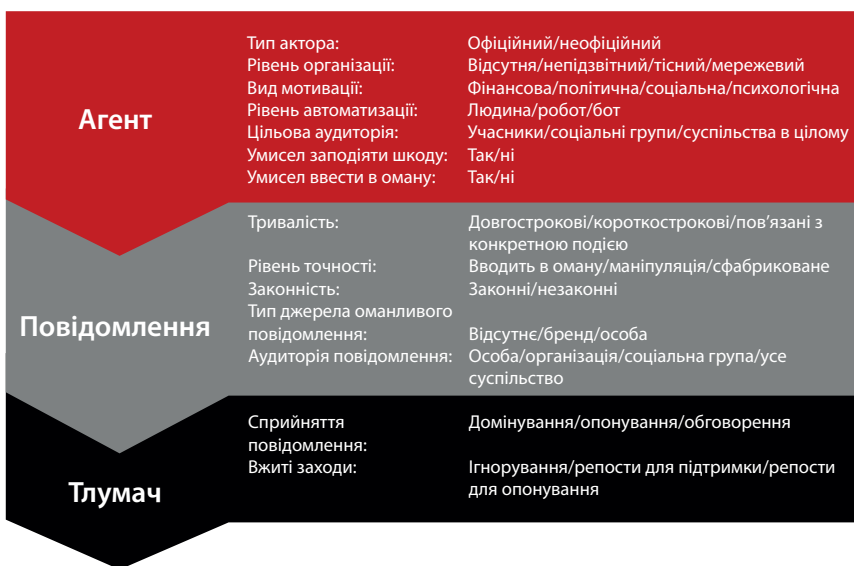 Агент
Тип актора: Офіційний/неофіційний
Рівень організації: Відсутня/непідзвітний/тісний/мережевий
Вид мотивації: Фінансова/політична/соціальна/психологічна
Рівень автоматизації: Людина/робот/бот
Цільова аудиторія: Учасники/соціальні групи/суспільства в цілому
Умисел заподіяти шкоду: Так/ні
Умисел ввести в оману: Так/ні
Повідомлення
Тривалість: Довгострокові/короткострокові/пов’язані з
конкретною подією
Рівень точності: Вводить в оману/маніпуляція/сфабриковане
Законність: Законні/незаконні
Тип джерела оманливого
повідомлення: Відсутнє/бренд/особа
Аудиторія повідомлення: Особа/організація/соціальна група/усе
суспільство
Тлумач
Сприйняття Домінування/опонування/обговорення
повідомлення:
Вжиті заходи: Ігнорування/репости для підтримки/репости
для опонування